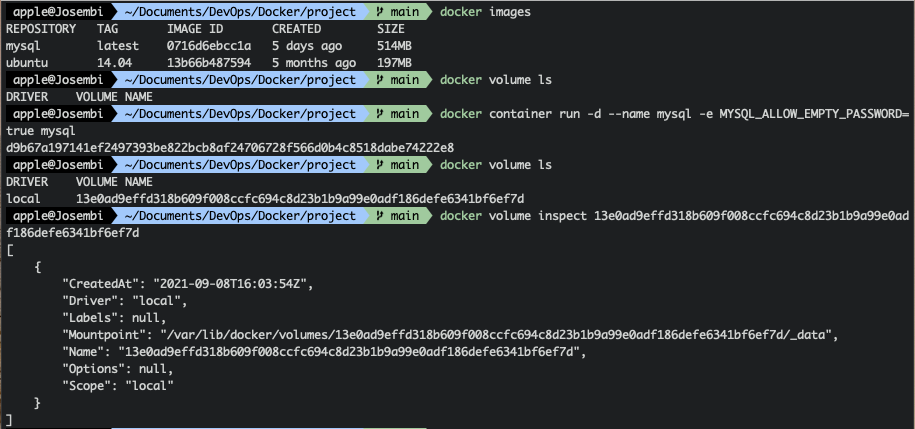 apple@Josembi ~/Documents/DevOps/Docker/project main docker images
REPOSITORY TAG IMAGE ID CREATED SIZE
mysql latest 0716d6ebcc1a 5 days ago 514MB
ubuntu 14.04 13b66b487594 5 months ago 197MB
apple@Josembi ~/Documents/DevOps/Docker/project main docker volume ls
DRIVER VOLUME NAME
apple@Josembi ~/Documents/DevOps/Docker/project main docker container run -d --name mysql -e MYSQL_ALLOW_EMPTY_PASSWORD=
true mysql
d9b67a197141ef2497393be822bcb8af24706728f566d0b4c8518dabe74222e8
apple@Josembi ~/Documents/DevOps/Docker/project main docker volume ls
DRIVER VOLUME NAME
local 13e0ad9effd318b609f008ccfc694c8d23b1b9a99e0adf186defe6341bf6ef7d
apple@Josembi ~/Documents/DevOps/Docker/project main docker volume inspect 13e0ad9effd318b609f008ccfc694c8d23b1b9a99e0ad
f186defe6341bf6ef7d
[
{
"CreatedAt": "2021-09-08T16:03:54Z",
"Driver": "local",
"Labels": null,
"Mountpoint": "/var/lib/docker/volumes/13e0ad9effd318b609f008ccfc694c8d23b1b9a99e0adf186defe6341bf6ef7d/_data",
"Name": "13e0ad9effd318b609f008ccfc694c8d23b1b9a99e0adf186defe6341bf6ef7d",
"Options": null,
"Scope": "local"
}
]